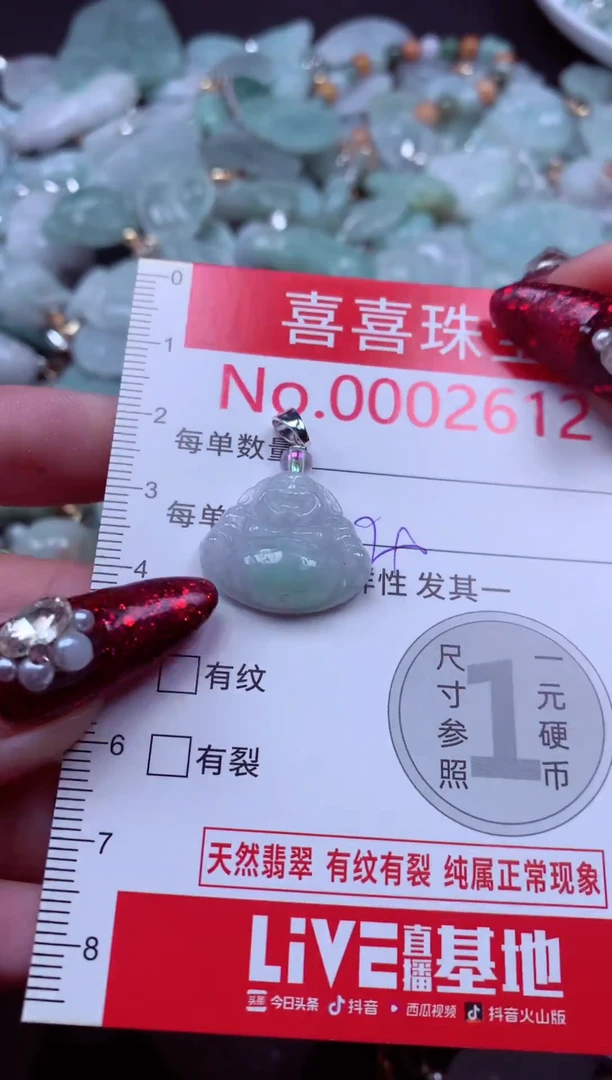 0
1
喜喜珠
No.0002612
2
每单数量
3
每单
4
样性 发其一
有纹
6
有裂
尺寸参照
1
一元硬币
7
天然翡翠 有纹有裂 纯属正常现象
8
LiVE直播基地
头条 今日头条 抖音 西瓜视频 抖音火山版